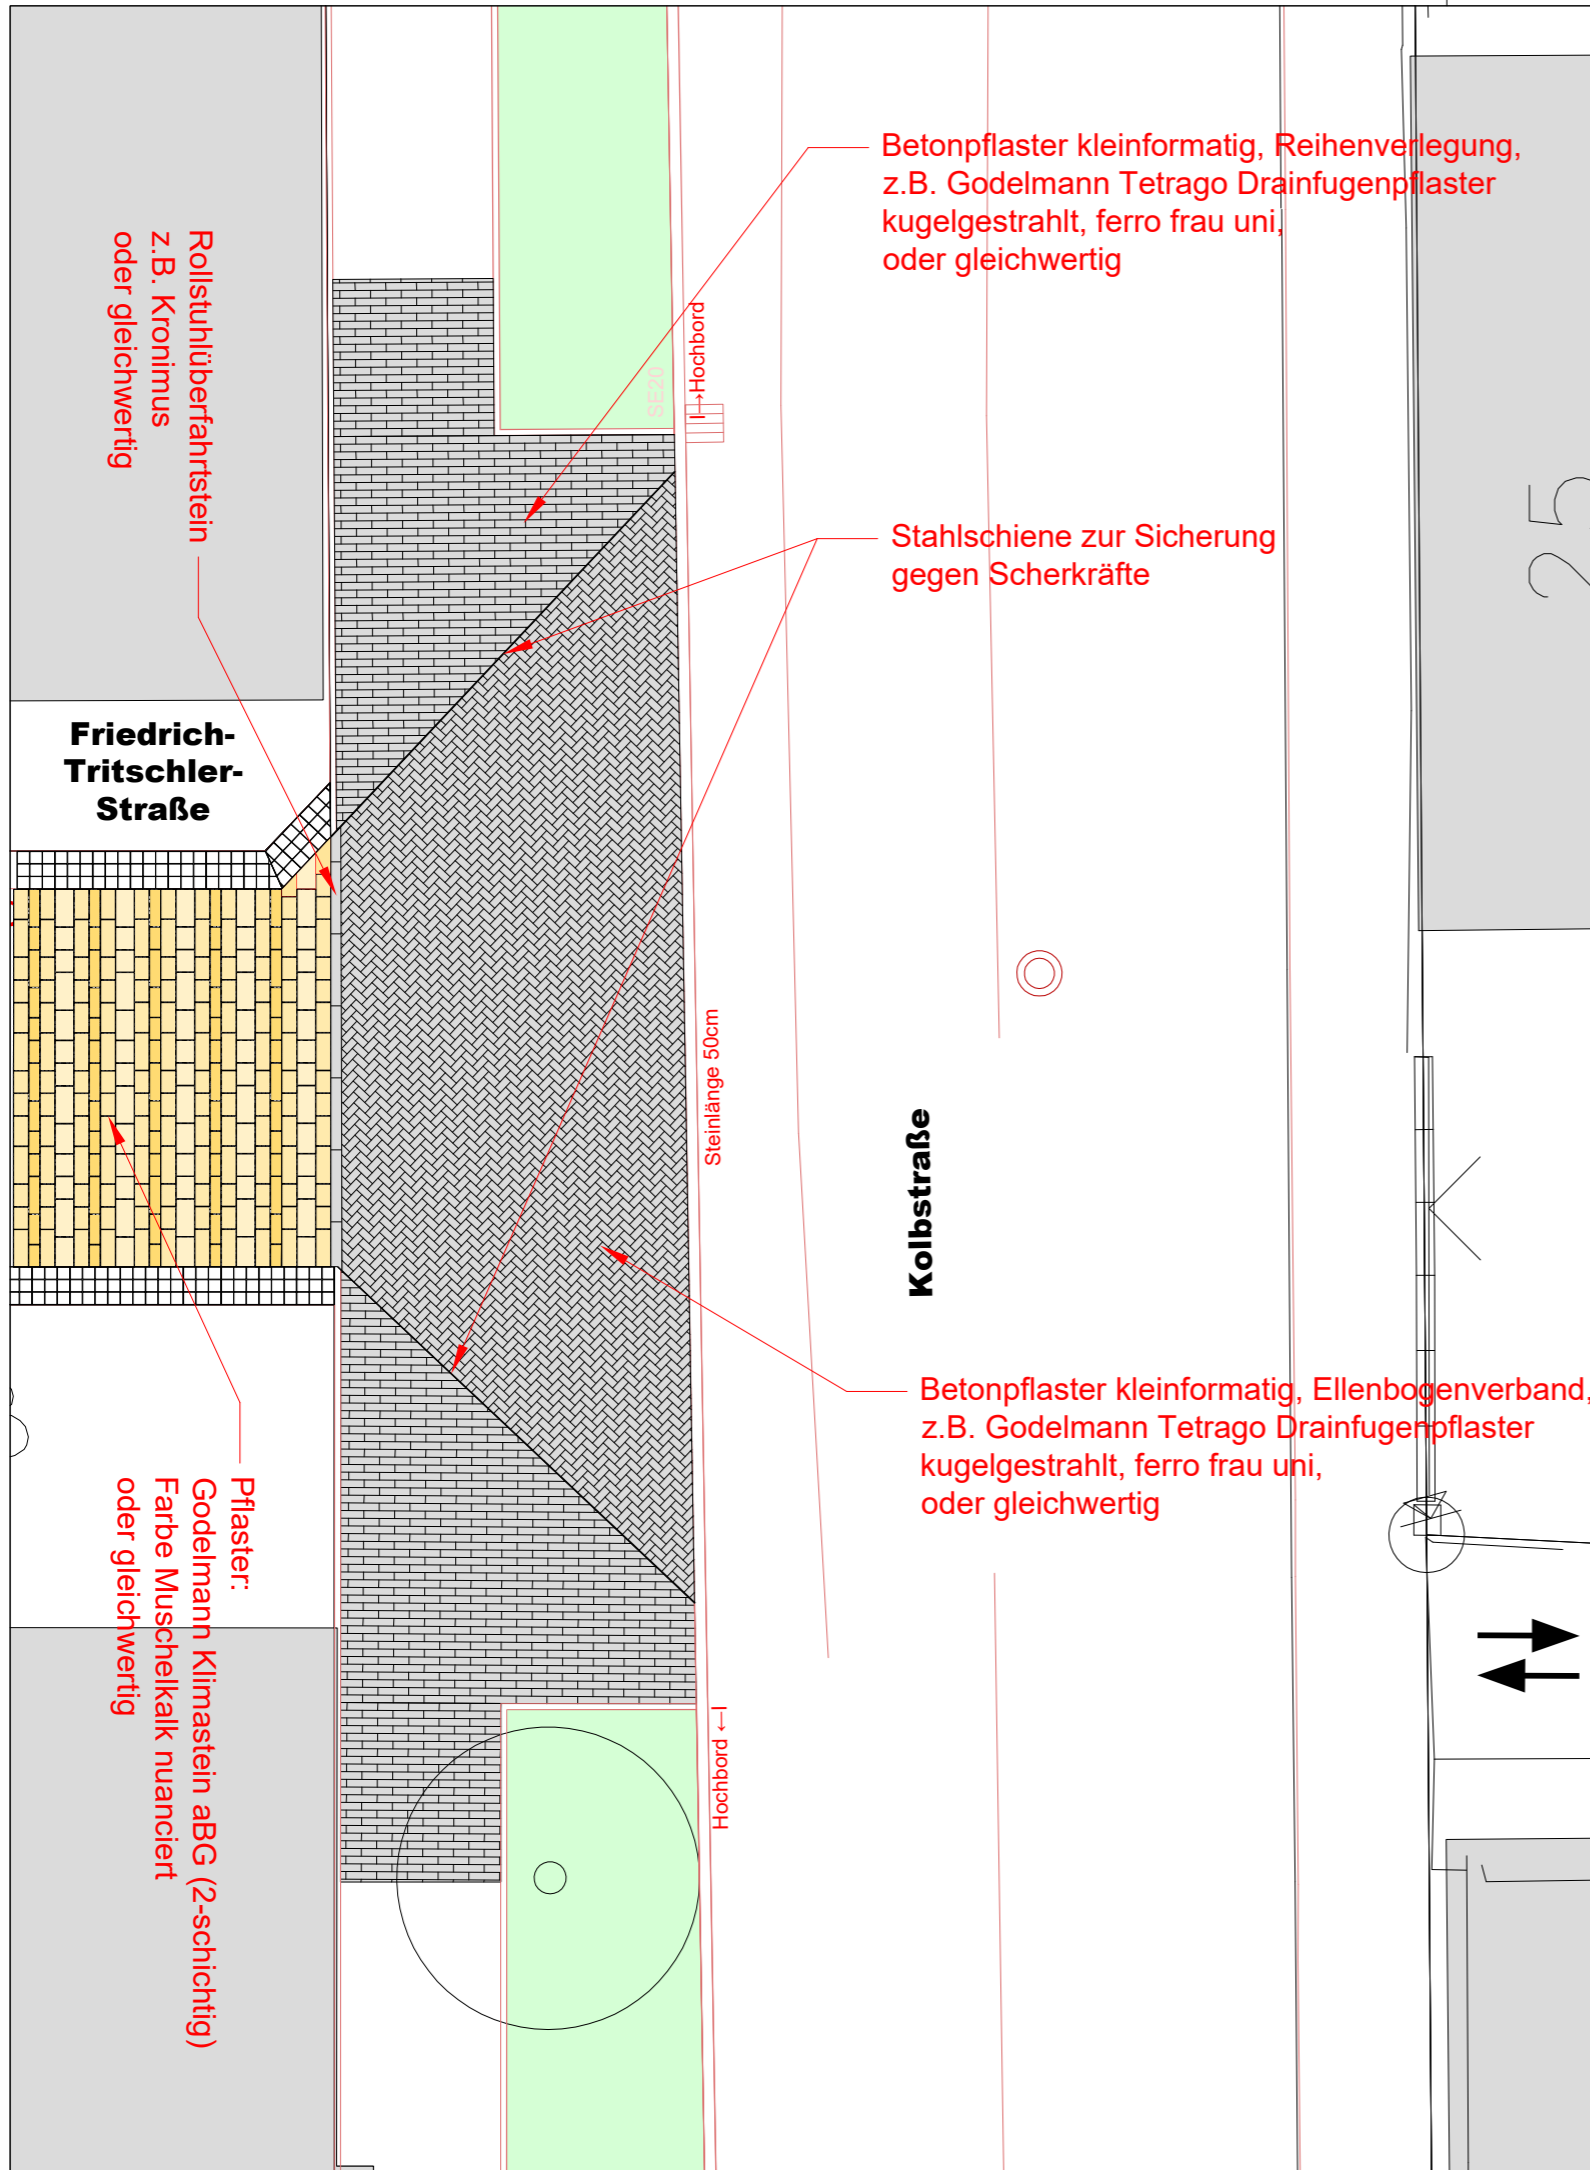 Betonpflaster kleinformatig, Reihenverlegung,
z.B. Godelmann Tetrago Drainfugenpflaster
kugelgestrahlt, ferro frau uni,
oder gleichwertig
Rollstuhlüberfahrtstein
z.B. Kronimus
oder gleichwertig
I→Hochbord
SE20
25
Stahlschiene zur Sicherung
gegen Scherkräfte
Friedrich-
Tritschler-
Straße
Steinlänge 50cm
Kolbstraße
Betonpflaster kleinformatig, Ellenbogenverband,
z.B. Godelmann Tetrago Drainfugenpflaster
kugelgestrahlt, ferro frau uni,
oder gleichwertig
Pflaster:
Godelmann Klimastein aBG (2-schichtig)
Farbe Muschelkalk nuanciert
oder gleichwertig
Hochbord ←I